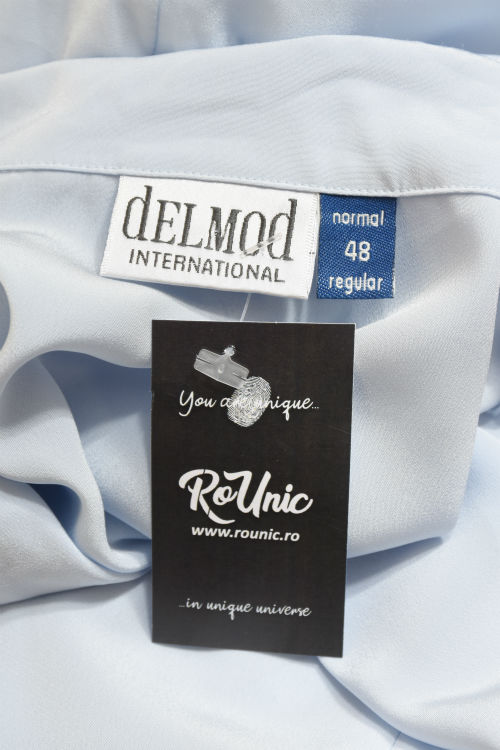 dELMOd
INTERNATIONAL
normal
48
regular
You are unique...
RoUnic
www.rounic.ro
...in unique universe